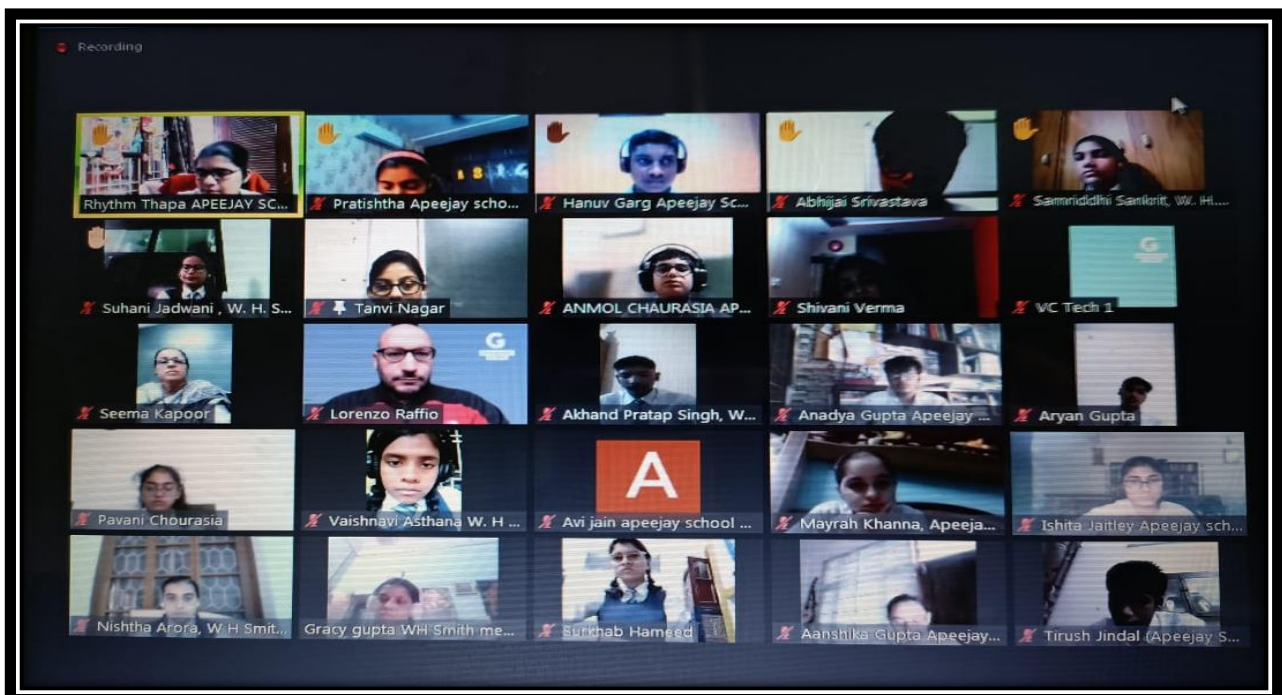 Recording
Rhythm Thapa APEEJAY SC...
Pratishtha Apeejay scho...
Hanuv Garg Apeejay Sc...
Abhijai Srivastava
Samriddhi Sankrit, W. H....
Suhani Jadwani , W. H. S...
Tanvi Nagar
ANMOL CHAURASIA AP...
Shivani Verma
G
VC Tech 1
Seema Kapoor
G
Lorenzo Raffio
Akhand Pratap Singh, W...
Anadya Gupta Apeejay ...
Aryan Gupta
Pavani Chourasia
Vaishnavi Asthana W. H ...
A
Avi jain apeejay school ...
Mayrah Khanna, Apeeja...
Ishita Jaitley Apeejay sch...
Nishtha Arora, W H Smit...
Gracy gupta WH Smith me...
Surkhab Hameed
Aanshika Gupta Apeejay...
Tirush Jindal (Apeejay S...